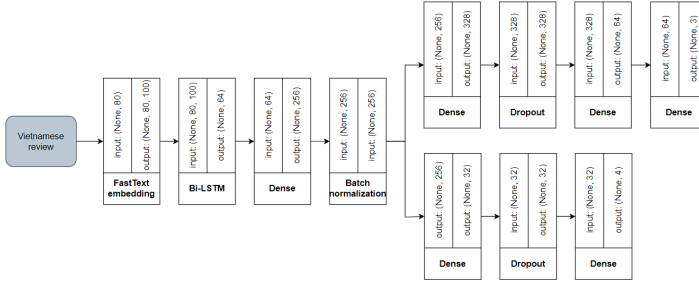 Vietnamese
review
input: (None, 80)
output: (None, 80, 100)
FastText
embedding
input: (None, 80, 100)
output: (None, 64)
Bi-LSTM
input: (None, 64)
output: (None, 256)
Dense
input: (None, 256)
input: (None, 256)
Batch
normalization
input: (None, 256)
output: (None, 328)
Dense
input: (None, 328)
output: (None, 328)
Dropout
input: (None, 328)
output: (None, 64)
Dense
input: (None, 64)
output: (None, 3)
Dense
output: (None, 256)
output: (None, 32)
Dense
input: (None, 32)
output: (None, 32)
Dropout
input: (None, 32)
output: (None, 4)
Dense